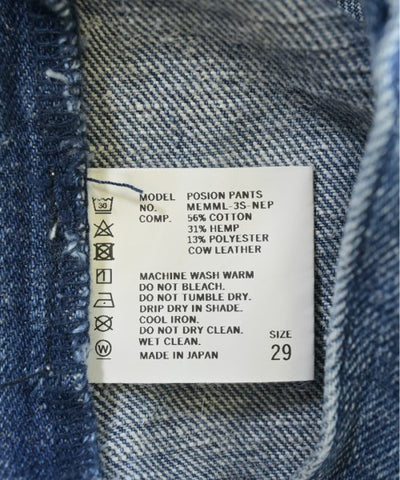 MODEL POSION PANTS
NO. MEMML-3S-NEP
COMP. 56% COTTON
31% HEMP
13% POLYESTER
COW LEATHER
MACHINE WASH WARM
DO NOT BLEACH.
DO NOT TUMBLE DRY.
DRIP DRY IN SHADE.
COOL IRON.
DO NOT DRY CLEAN.
WET CLEAN.
MADE IN JAPAN
SIZE
29
30
W